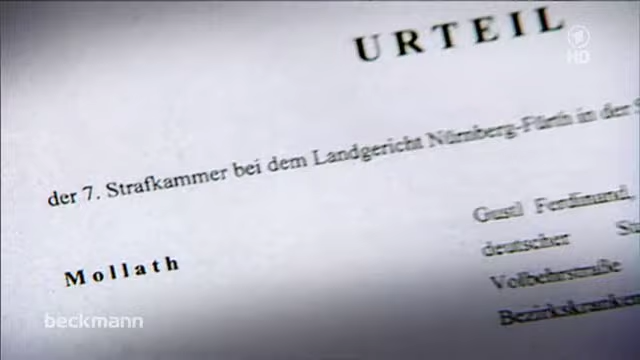 URTEIL
HD
der 7. Strafkammer bei dem Landgericht Nürnberg-Fürth in der
Gustl Ferdinand,
Mollath
deutscher
Volbehrstraße
beckmann